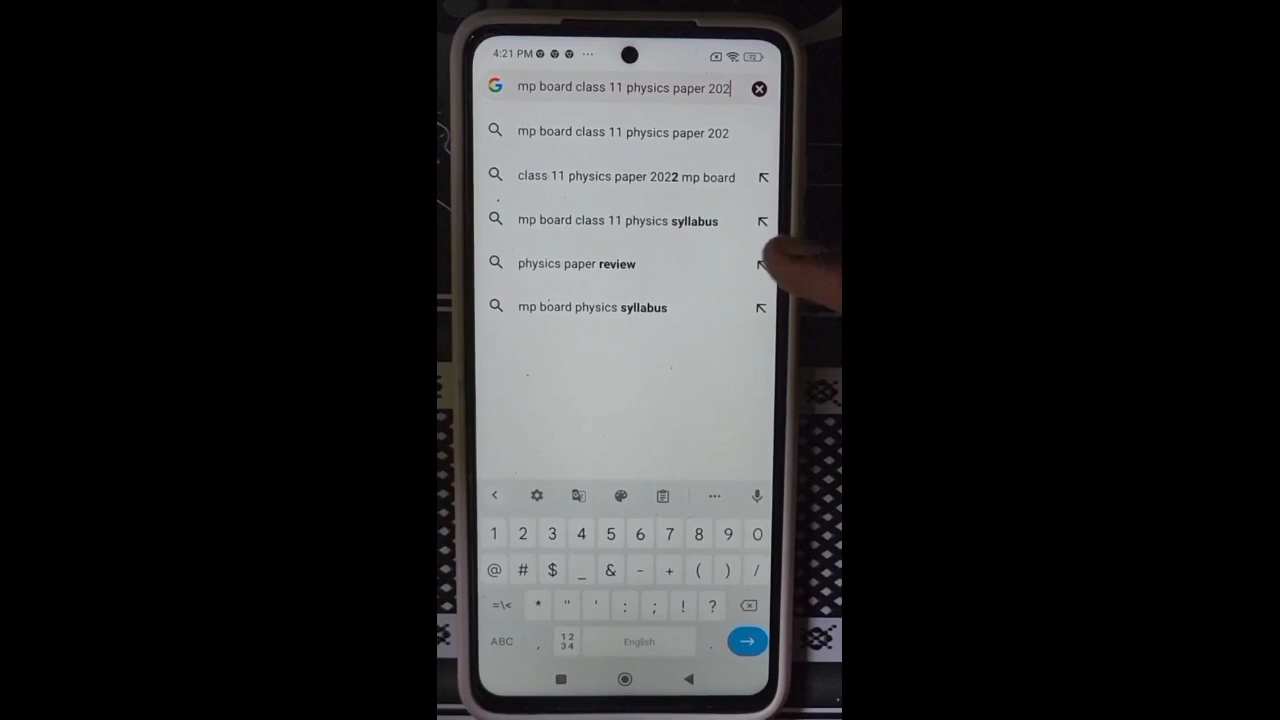 4:21 PM ...
72
mp board class 11 physics paper 202
mp board class 11 physics paper 202
class 11 physics paper 2022 mp board
mp board class 11 physics syllabus
physics paper review
mp board physics syllabus
...
1 2 3 4 5 6 7 8 9 0
@ # $ _ & - + ( ) /
=\< * " ' : ; ! ?
ABC , 12 34 English .